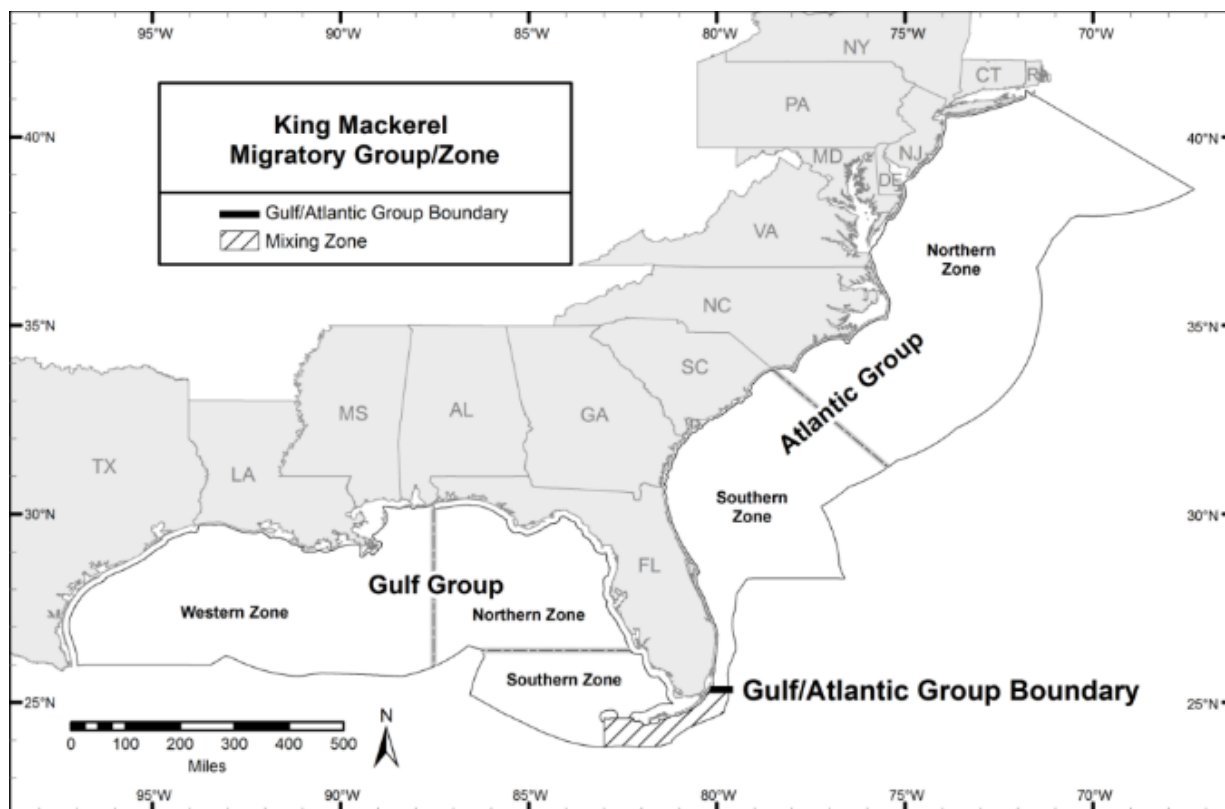 95°W 90°W 85°W 80°W 75°W 70°W
King Mackerel
Migratory Group/Zone
Gulf/Atlantic Group Boundary
Mixing Zone
NY
CT
RI
PA
40°N
40°N
NJ
MD
DE
VA
Northern
Zone
NC
35°N
35°N
SC
Atlantic Group
MS
AL
GA
TX
LA
Southern
Zone
30°N
30°N
FL
Gulf Group
Western Zone
Northern Zone
Southern Zone
Gulf/Atlantic Group Boundary
25°N
25°N
N
0 100 200 300 400 500
Miles
95°W 90°W 85°W 80°W 75°W 70°W